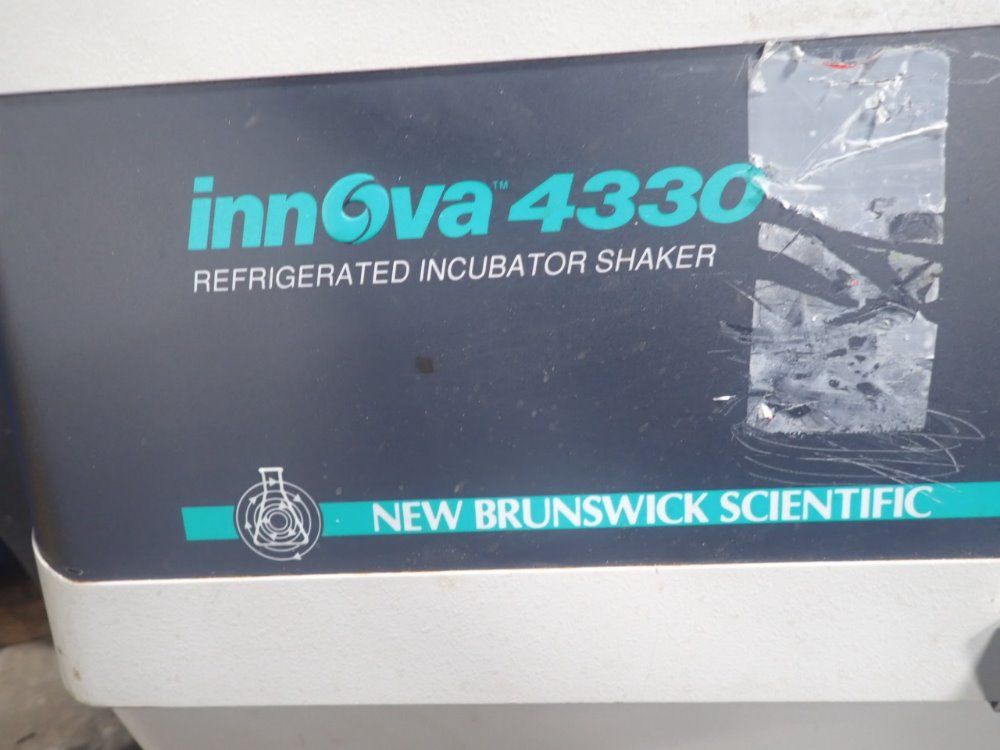 innova™ 4330
REFRIGERATED INCUBATOR SHAKER
NEW BRUNSWICK SCIENTIFIC